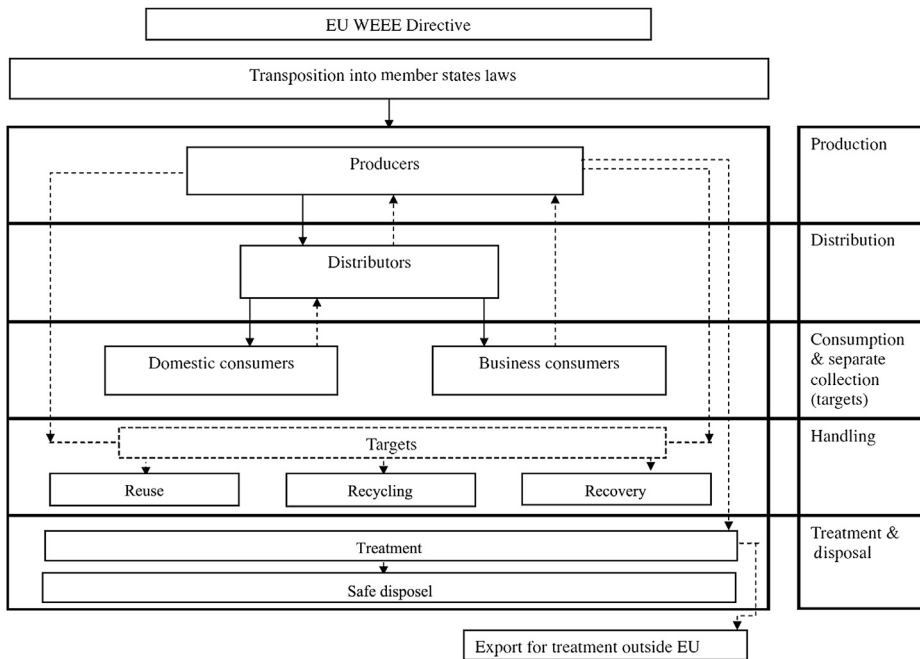 EU WEEE Directive
Transposition into member states laws
Producers
Production
Distributors
Distribution
Domestic consumers
Business consumers
Consumption
& separate
collection
(targets)
Targets
Handling
Reuse
Recycling
Recovery
Treatment
Treatment &
disposal
Safe disposel
Export for treatment outside EU